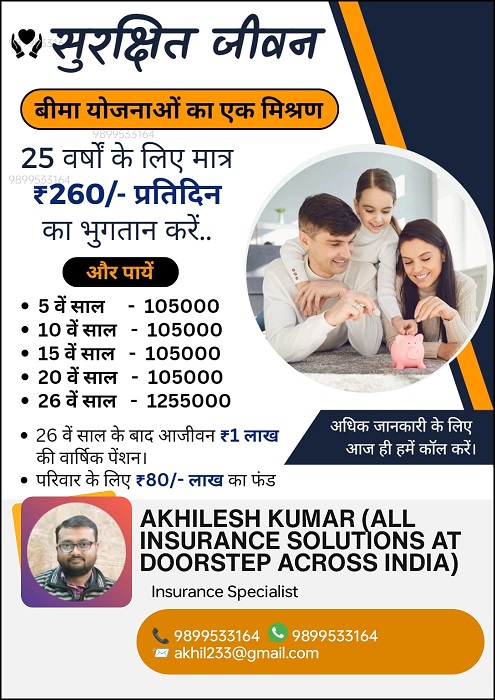 सुरक्षित जीवन
बीमा योजनाओं का एक मिश्रण
9899533164
25 वर्षों के लिए मात्र
9899533164
₹260/- प्रतिदिन
का भुगतान करें..
और पायें
• 5 वें साल - 105000
• 10 वें साल - 105000
• 15 वें साल - 105000
• 20 वें साल - 105000
• 26 वें साल - 1255000
• 26 वें साल के बाद आजीवन ₹1 लाख
की वार्षिक पेंशन।
• परिवार के लिए ₹80/- लाख का फंड
अधिक जानकारी के लिए
आज ही हमें कॉल करें।
AKHILESH KUMAR (ALL
INSURANCE SOLUTIONS AT
DOORSTEP ACROSS INDIA)
Insurance Specialist
9899533164 9899533164
akhil233@gmail.com